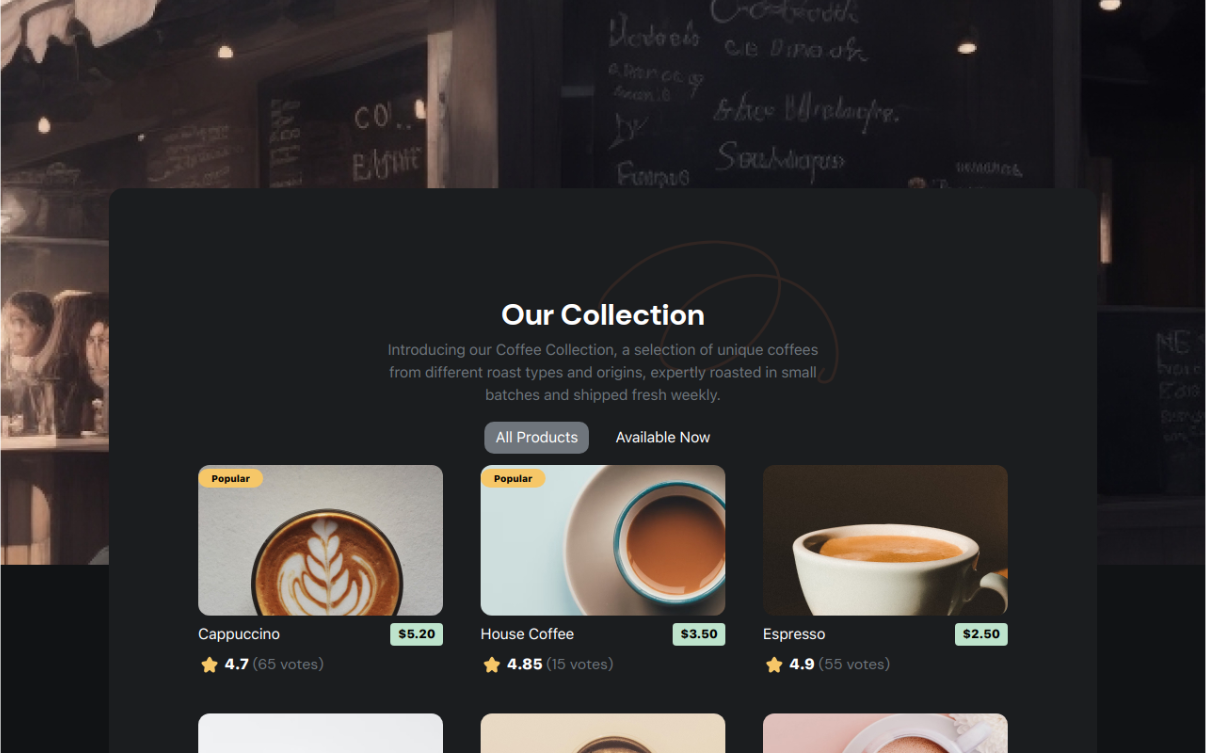 Our Collection
Introducing our Coffee Collection, a selection of unique coffees
from different roast types and origins, expertly roasted in small
batches and shipped fresh weekly.
All Products Available Now
Popular Popular
Cappuccino $5.20 House Coffee $3.50 Espresso $2.50
4.7 (65 votes) 4.85 (15 votes) 4.9 (55 votes)